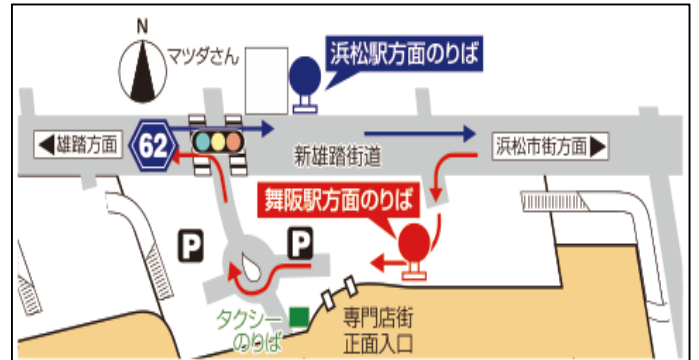 N
マツダさん
浜松駅方面のりば
◀雄踏方面
62
新雄踏街道
浜松市街方面▶
舞阪駅方面のりば
P
P
タクシー
のりば
専門店街
正面入口